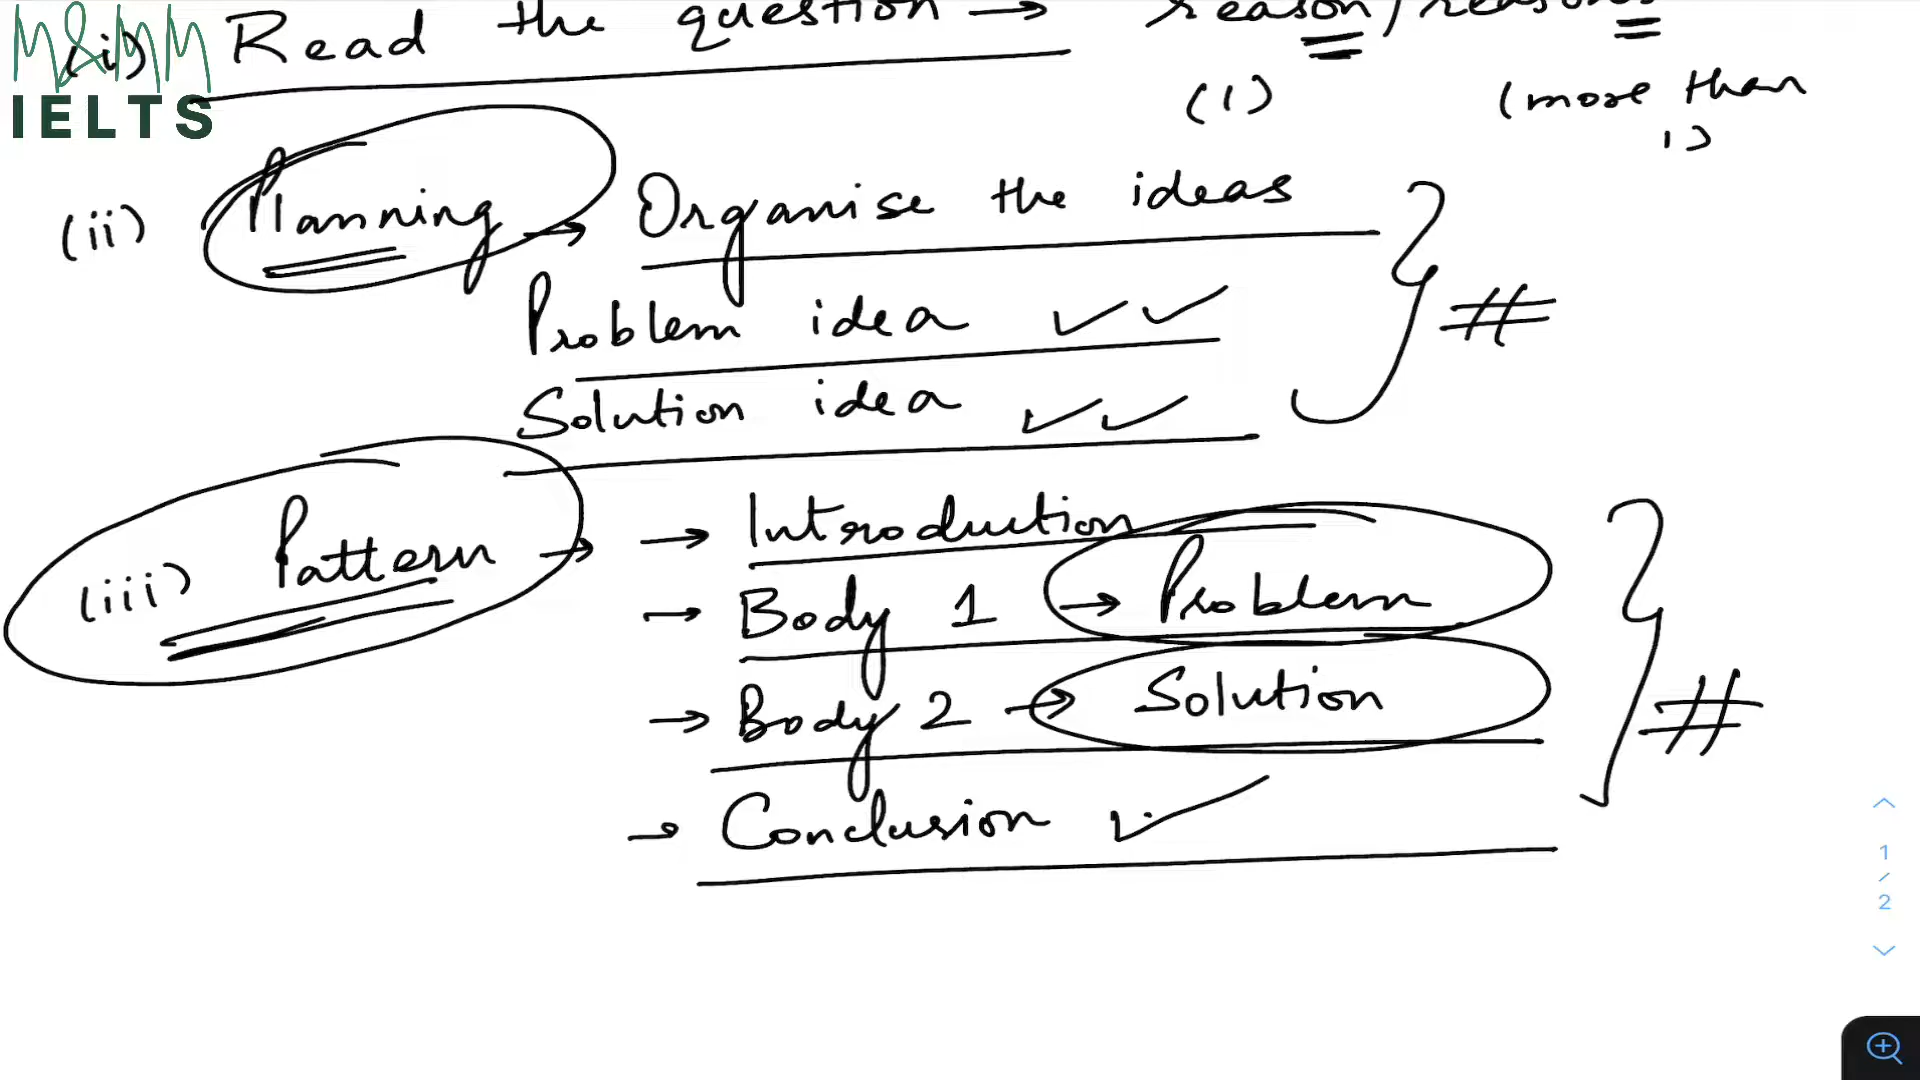 M&MM
IELTS
(i) Read the question → reason/reasons
(1) (more than 1)
(ii) Planning → Organise the ideas
Problem idea ✓✓
Solution idea ✓✓
#
(iii) Pattern → → Introduction
→ Body 1 → Problem
→ Body 2 → Solution
→ Conclusion ✓
#
1
/
2